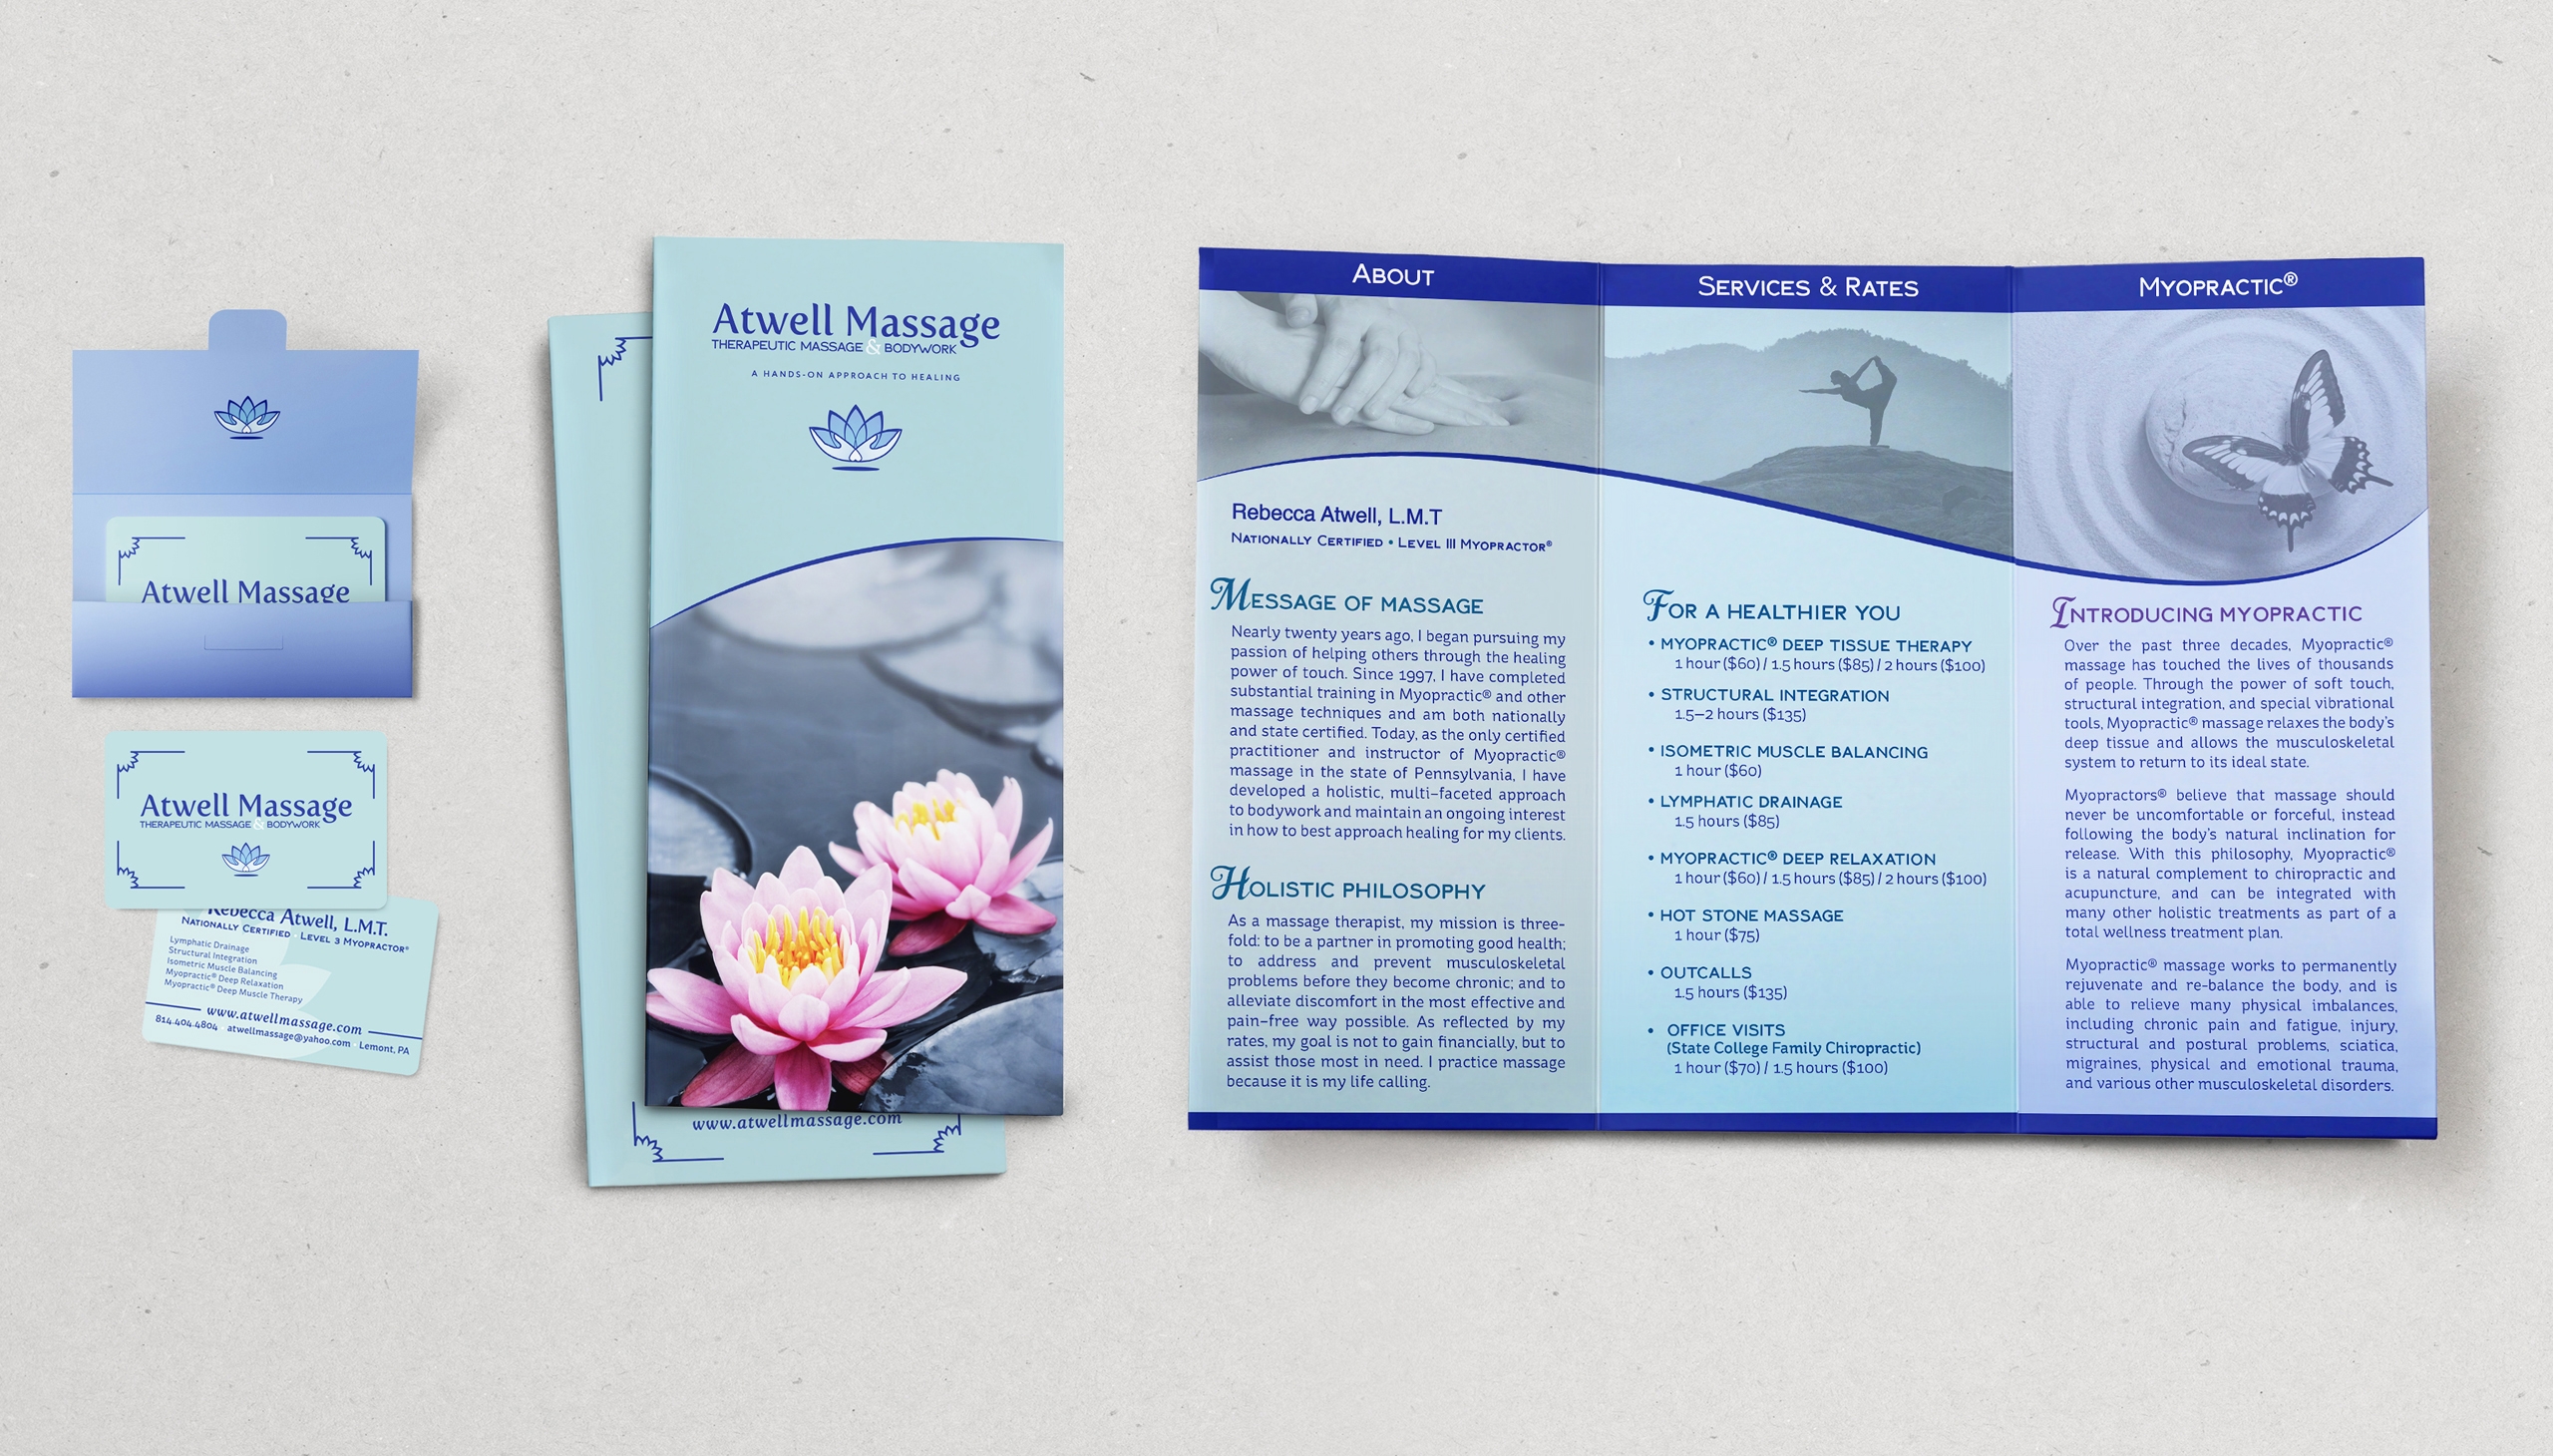 Atwell Massage
Atwell Massage
THERAPEUTIC MASSAGE & BODYWORK
Rebecca Atwell, L.M.T.
NATIONALLY CERTIFIED • LEVEL 3 MYOPRACTOR®
Lymphatic Drainage
Structural Integration
Isometric Muscle Balancing
Myopractic® Deep Relaxation
Myopractic® Deep Muscle Therapy
www.atwellmassage.com
814.404.4804 • atwellmassage@yahoo.com • Lemont, PA
Atwell Massage
THERAPEUTIC MASSAGE & BODYWORK
A HANDS-ON APPROACH TO HEALING
www.atwellmassage.com
ABOUT
Rebecca Atwell, L.M.T
NATIONALLY CERTIFIED • LEVEL III MYOPRACTOR®
MESSAGE OF MASSAGE
Nearly twenty years ago, I began pursuing my
passion of helping others through the healing
power of touch. Since 1997, I have completed
substantial training in Myopractic® and other
massage techniques and am both nationally
and state certified. Today, as the only certified
practitioner and instructor of Myopractic®
massage in the state of Pennsylvania, I have
developed a holistic, multi-faceted approach
to bodywork and maintain an ongoing interest
in how to best approach healing for my clients.
HOLISTIC PHILOSOPHY
As a massage therapist, my mission is three-
fold: to be a partner in promoting good health;
to address and prevent musculoskeletal
problems before they become chronic; and to
alleviate discomfort in the most effective and
pain-free way possible. As reflected by my
rates, my goal is not to gain financially, but to
assist those most in need. I practice massage
because it is my life calling.
SERVICES & RATES
FOR A HEALTHIER YOU
• MYOPRACTIC® DEEP TISSUE THERAPY
1 hour ($60) / 1.5 hours ($85) / 2 hours ($100)
• STRUCTURAL INTEGRATION
1.5–2 hours ($135)
• ISOMETRIC MUSCLE BALANCING
1 hour ($60)
• LYMPHATIC DRAINAGE
1.5 hours ($85)
• MYOPRACTIC® DEEP RELAXATION
1 hour ($60) / 1.5 hours ($85) / 2 hours ($100)
• HOT STONE MASSAGE
1 hour ($75)
• OUTCALLS
1.5 hours ($135)
• OFFICE VISITS
(State College Family Chiropractic)
1 hour ($70) / 1.5 hours ($100)
MYOPRACTIC®
INTRODUCING MYOPRACTIC
Over the past three decades, Myopractic®
massage has touched the lives of thousands
of people. Through the power of soft touch,
structural integration, and special vibrational
tools, Myopractic® massage relaxes the body's
deep tissue and allows the musculoskeletal
system to return to its ideal state.
Myopractors® believe that massage should
never be uncomfortable or forceful, instead
following the body's natural inclination for
release. With this philosophy, Myopractic®
is a natural complement to chiropractic and
acupuncture, and can be integrated with
many other holistic treatments as part of a
total wellness treatment plan.
Myopractic® massage works to permanently
rejuvenate and re-balance the body, and is
able to relieve many physical imbalances,
including chronic pain and fatigue, injury,
structural and postural problems, sciatica,
migraines, physical and emotional trauma,
and various other musculoskeletal disorders.